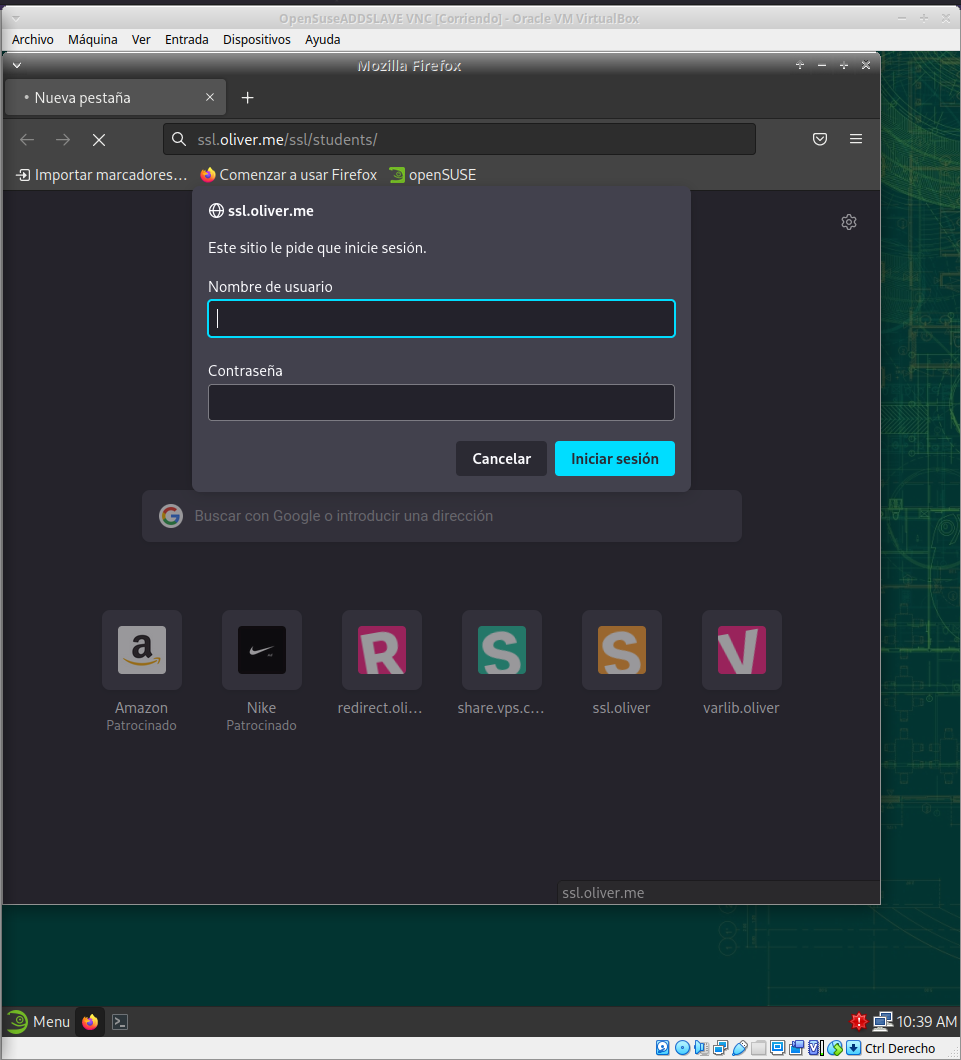 OpenSuseADDSLAVE VNC [Corriendo] - Oracle VM VirtualBox
Archivo Máquina Ver Entrada Dispositivos Ayuda
Mozilla Firefox
Nueva pestaña
ssl.oliver.me/ssl/students/
Importar marcadores… Comenzar a usar Firefox openSUSE
ssl.oliver.me
Este sitio le pide que inicie sesión.
Nombre de usuario
Contraseña
Cancelar Iniciar sesión
Buscar con Google o introducir una dirección
a R S S V
Amazon Nike redirect.oli… share.vps.c… ssl.oliver varlib.oliver
Patrocinado Patrocinado
ssl.oliver.me
Menu 10:39 AM
Ctrl Derecho